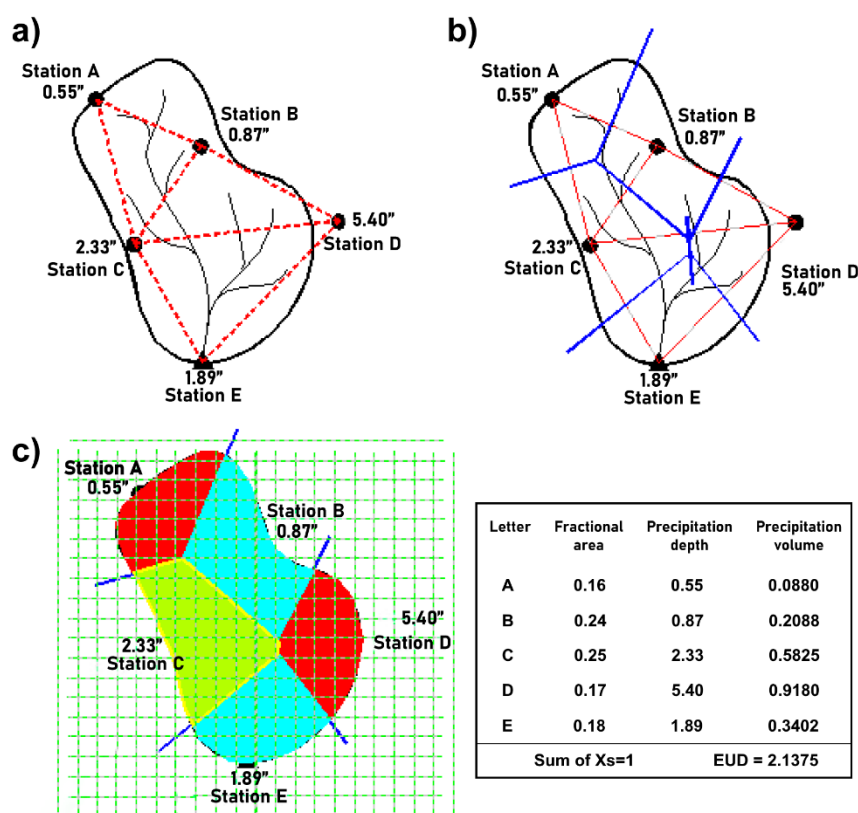 a)
Station A
0.55”
Station B
0.87”
2.33”
Station C
5.40”
Station D
1.89”
Station E
b)
Station A
0.55”
Station B
0.87”
2.33”
Station C
Station D
5.40”
1.89”
Station E
c)
Station A
0.55”
Station B
0.87”
2.33”
Station C
5.40”
Station D
1.89”
Station E
Letter Fractional area Precipitation depth Precipitation volume
A 0.16 0.55 0.0880
B 0.24 0.87 0.2088
C 0.25 2.33 0.5825
D 0.17 5.40 0.9180
E 0.18 1.89 0.3402
Sum of Xs=1 EUD = 2.1375